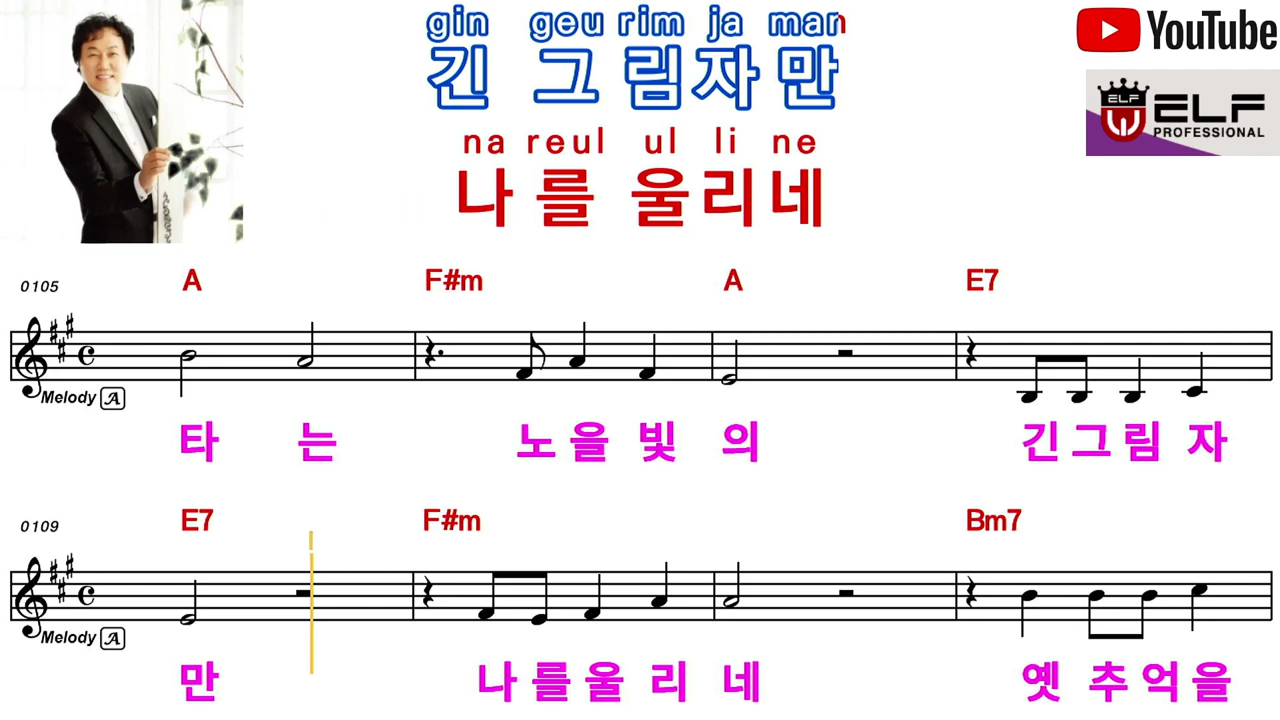 gin geu rim ja man
긴 그 림자 만
YouTube
ELF
ELF
PROFESSIONAL
na reul ul li ne
나 를 울리네
0105 A F#m A E7
Melody A
타 는 노 을 빛 의 긴그림 자
0109 E7 F#m Bm7
Melody A
만 나 를울 리 네 옛 추 억 을